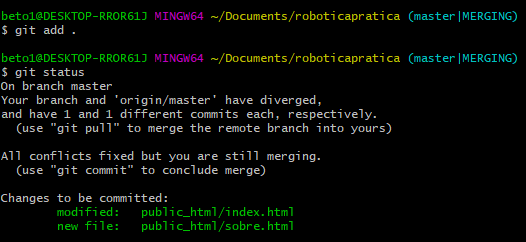 beto1@DESKTOP-RROR61J MINGW64 ~/Documents/roboticapratica (master|MERGING)
$ git add .
beto1@DESKTOP-RROR61J MINGW64 ~/Documents/roboticapratica (master|MERGING)
$ git status
On branch master
Your branch and 'origin/master' have diverged,
and have 1 and 1 different commits each, respectively.
  (use "git pull" to merge the remote branch into yours)
All conflicts fixed but you are still merging.
  (use "git commit" to conclude merge)
Changes to be committed:
        modified:   public_html/index.html
        new file:   public_html/sobre.html